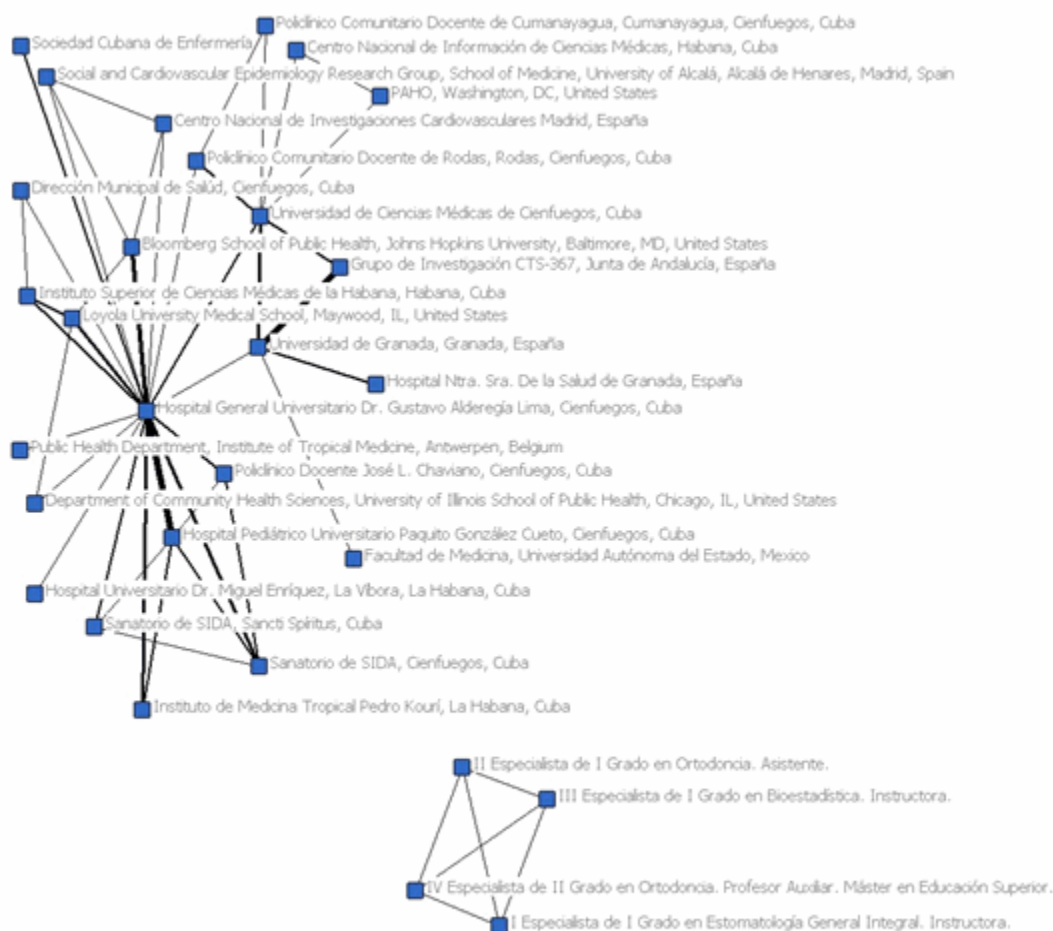 Policlínico Comunitario Docente de Cumanayagua, Cumanayagua, Cienfuegos, Cuba
Sociedad Cubana de Enfermería
Centro Nacional de Información de Ciencias Médicas, Habana, Cuba
Social and Cardiovascular Epidemiology Research Group, School of Medicine, University of Alcalá, Alcalá de Henares, Madrid, Spain
PAHO, Washington, DC, United States
Centro Nacional de Investigaciones Cardiovasculares Madrid, España
Policlínico Comunitario Docente de Rodas, Rodas, Cienfuegos, Cuba
Dirección Municipal de Salúd, Cienfuegos, Cuba
Universidad de Ciencias Médicas de Cienfuegos, Cuba
Bloomberg School of Public Health, Johns Hopkins University, Baltimore, MD, United States
Grupo de Investigación CTS-367, Junta de Andalucía, España
Instituto Superior de Ciencias Médicas de la Habana, Habana, Cuba
Loyola University Medical School, Maywood, IL, United States
Universidad de Granada, Granada, España
Hospital Ntra. Sra. De la Salud de Granada, España
Hospital General Universitario Dr. Gustavo Alderegía Lima, Cienfuegos, Cuba
Public Health Department, Institute of Tropical Medicine, Antwerpen, Belgium
Policlínico Docente José L. Chaviano, Cienfuegos, Cuba
Department of Community Health Sciences, University of Illinois School of Public Health, Chicago, IL, United States
Hospital Pediátrico Universitario Paquito González Cueto, Cienfuegos, Cuba
Facultad de Medicina, Universidad Autónoma del Estado, Mexico
Hospital Universitario Dr. Miguel Enríquez, La Víbora, La Habana, Cuba
Sanatorio de SIDA, Sancti Spíritus, Cuba
Sanatorio de SIDA, Cienfuegos, Cuba
Instituto de Medicina Tropical Pedro Kourí, La Habana, Cuba
II Especialista de I Grado en Ortodoncia. Asistente.
III Especialista de I Grado en Bioestadística. Instructora.
IV Especialista de II Grado en Ortodoncia. Profesor Auxiliar. Máster en Educación Superior.
I Especialista de I Grado en Estomatología General Integral. Instructora.